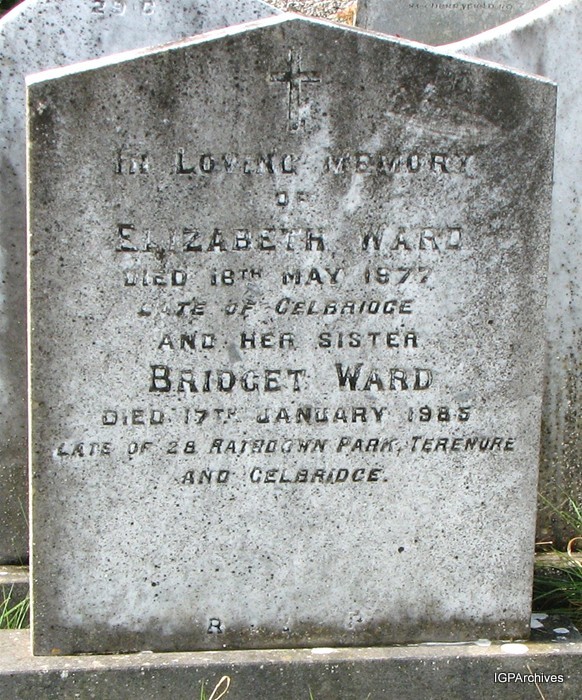 IN LOVING MEMORY
OF
ELIZABETH WARD
DIED 18TH MAY 1977
LATE OF CELBRIDGE
AND HER SISTER
BRIDGET WARD
DIED 17TH JANUARY 1985
LATE OF 28 RATHDOWN PARK, TERENURE
AND CELBRIDGE.
R I P
IGPArchives